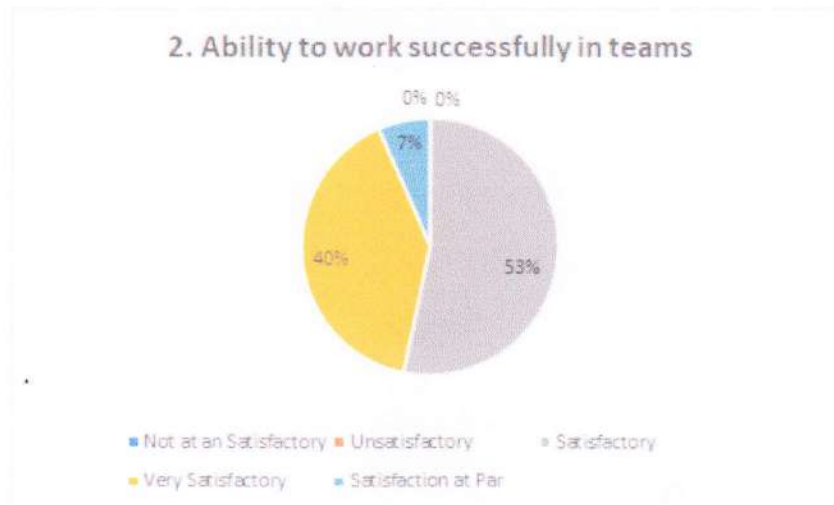 2. Ability to work successfully in teams
0% 0%
7%
40%
53%
Not at an Satisfactory Unsatisfactory Satisfactory
Very Satisfactory Satisfaction at Par